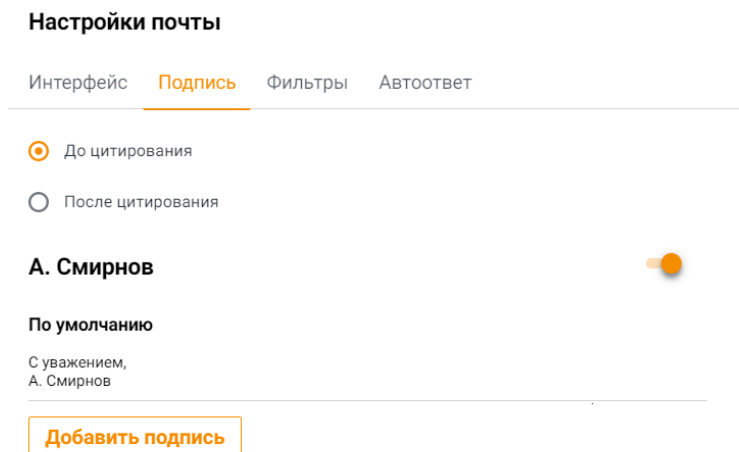 Настройки почты
Интерфейс Подпись Фильтры Автоответ
До цитирования
После цитирования
А. Смирнов
По умолчанию
С уважением,
А. Смирнов
Добавить подпись